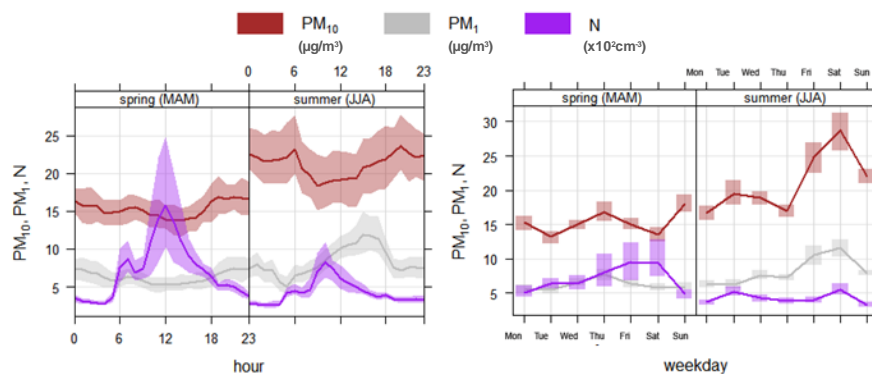 PM₁₀ PM₁ N
(µg/m³) (µg/m³) (x10²cm⁻³)
0 6 12 18 23
Mon Tue Wed Thu Fri Sat Sun
spring (MAM) summer (JJA)
spring (MAM) summer (JJA)
PM₁₀, PM₁, N
25
20
15
10
5
0 6 12 18 23
hour
PM₁₀, PM₁, N
30
25
20
15
10
5
Mon Tue Wed Thu Fri Sat Sun
weekday